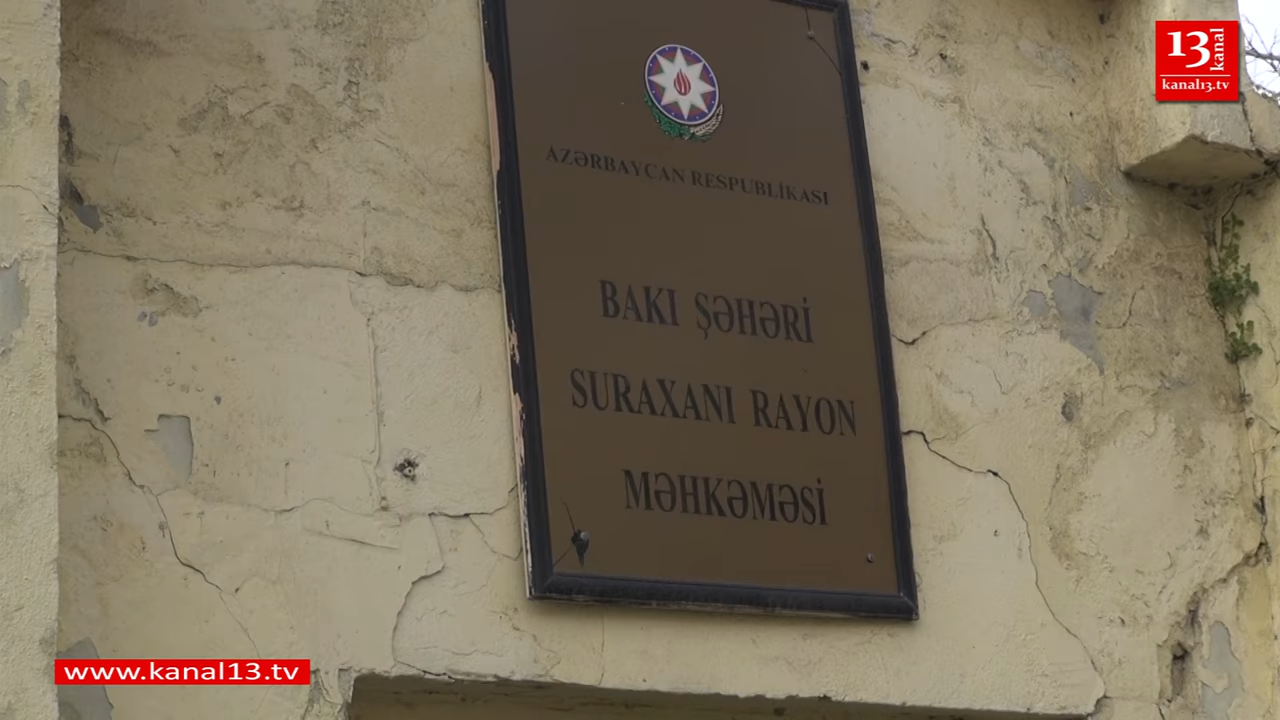 13 kanal
kanal13.tv
AZƏRBAYCAN RESPUBLİKASI
BAKI ŞƏHƏRİ
SURAXANI RAYON
MƏHKƏMƏSİ
www.kanal13.tv